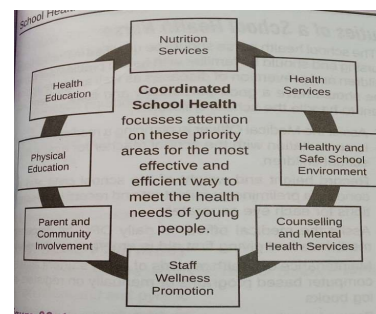 School Heal
Nutrition
Services
Health
Services
Healthy and
Safe School
Environment
Counselling
and Mental
Health Services
Staff
Wellness
Promotion
Parent and
Community
Involvement
Physical
Education
Health
Education
Coordinated
School Health
focusses attention
on these priority
areas for the most
effective and
efficient way to
meet the health
needs of young
people.